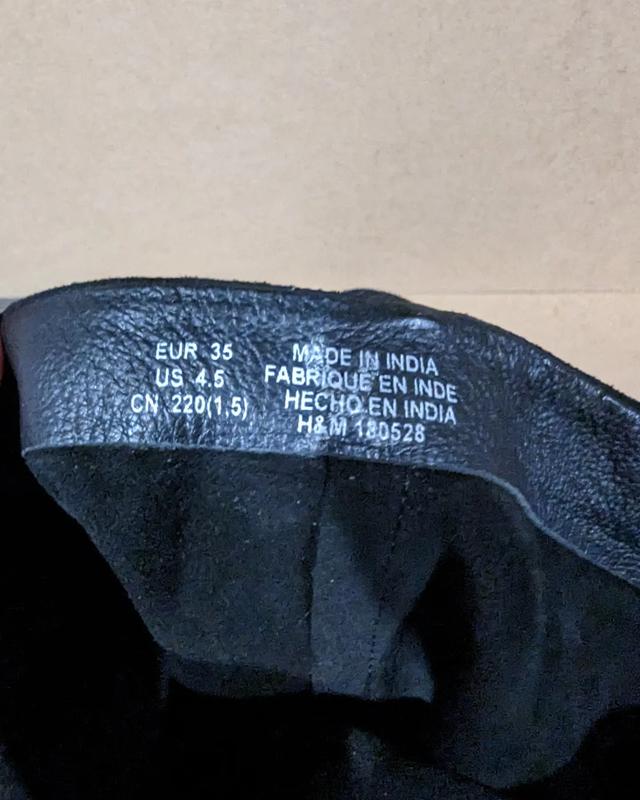 EUR 35
US 4.5
CN 220(1,5)
MADE IN INDIA
FABRIQUE EN INDE
HECHO EN INDIA
H&M 180528